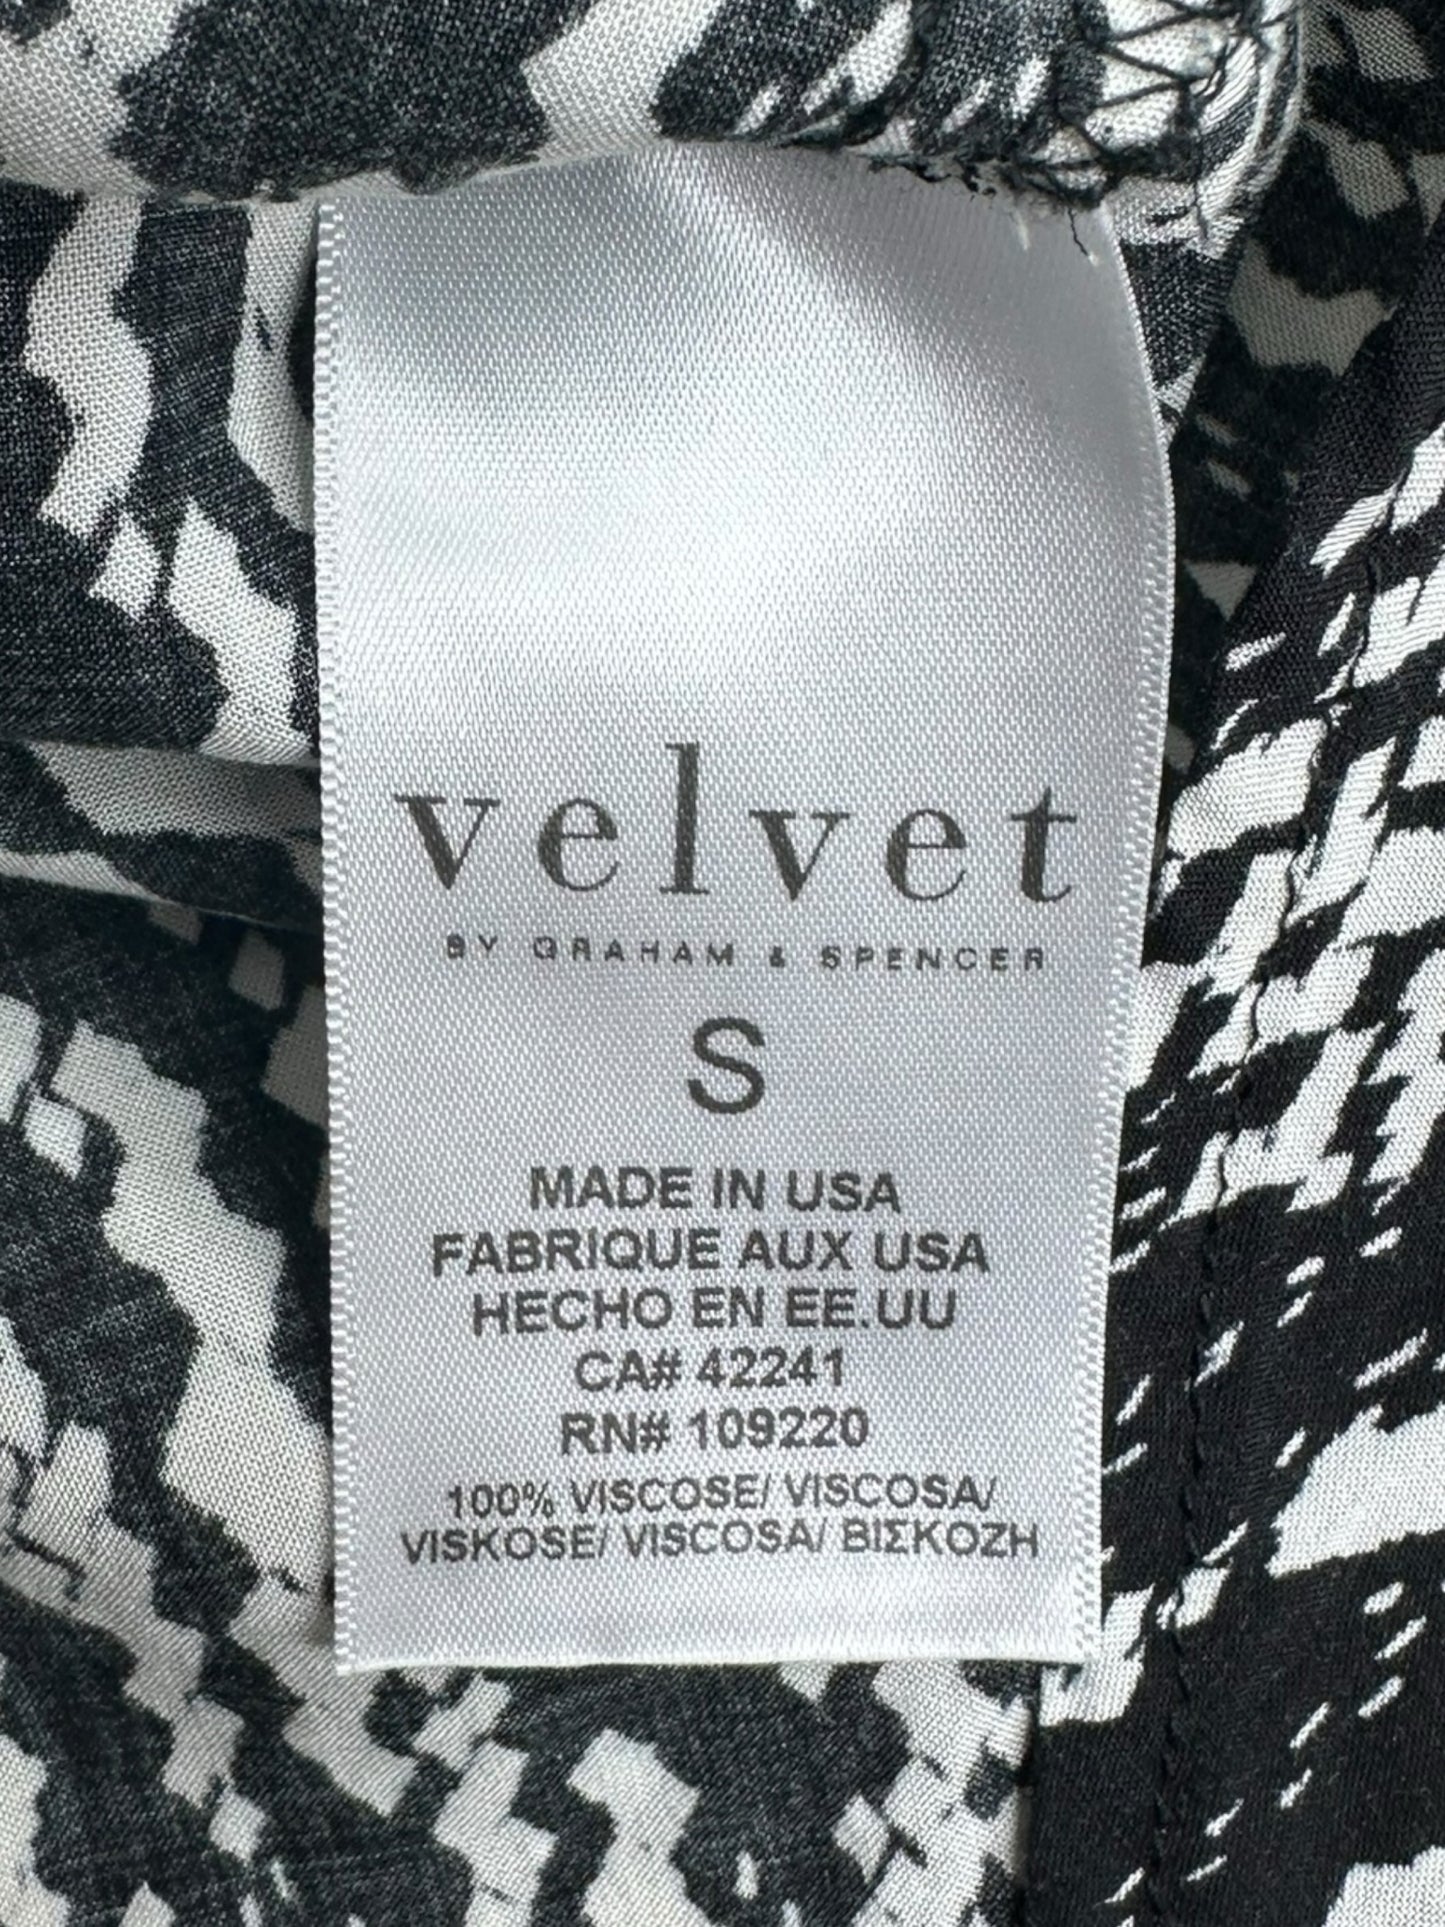 velvet
BY GRAHAM & SPENCER
S
MADE IN USA
FABRIQUE AUX USA
HECHO EN EE.UU
CA# 42241
RN# 109220
100% VISCOSE/ VISCOSA/
VISKOSE/ VISCOSA/ ΒΙΣΚΟΖΗ